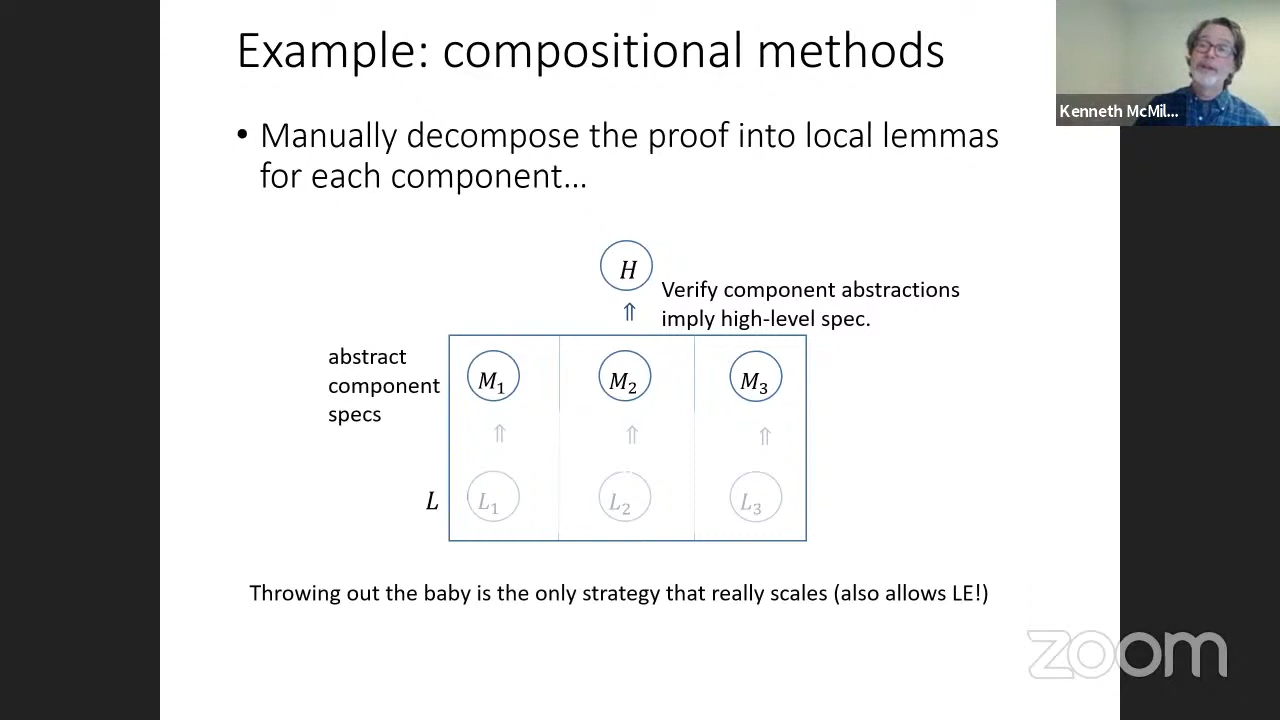 Example: compositional methods
Kenneth McMil...
• Manually decompose the proof into local lemmas
for each component...
H
⇑
Verify component abstractions
imply high-level spec.
abstract
component
specs
M₁ M₂ M₃
⇑ ⇑ ⇑
L
L₁ L₂ L₃
Throwing out the baby is the only strategy that really scales (also allows LE!)
zoom